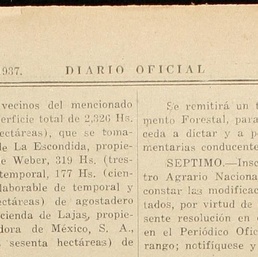 937.
DIARIO OFICIAL
vecinos del mencionado
erficie total de 2,326 Hs.
ectáreas), que se toma-
de La Escondida, propie-
e Weber, 319 Hs. (tres-
temporal, 177 Hs. (cien-
laborable de temporal y
ectáreas) de agostadero
cienda de Lajas, propie-
dora de México, S. A.,
sesenta hectáreas) de
Se remitirá un
mento Forestal, para
ceda a dictar y a p
mentarias conducente
SEPTIMO.—Insc
tro Agrario Naciona
constar las modificac
tados, por virtud de
sente resolución en e
en el Periódico Ofic
rango; notifíquese y